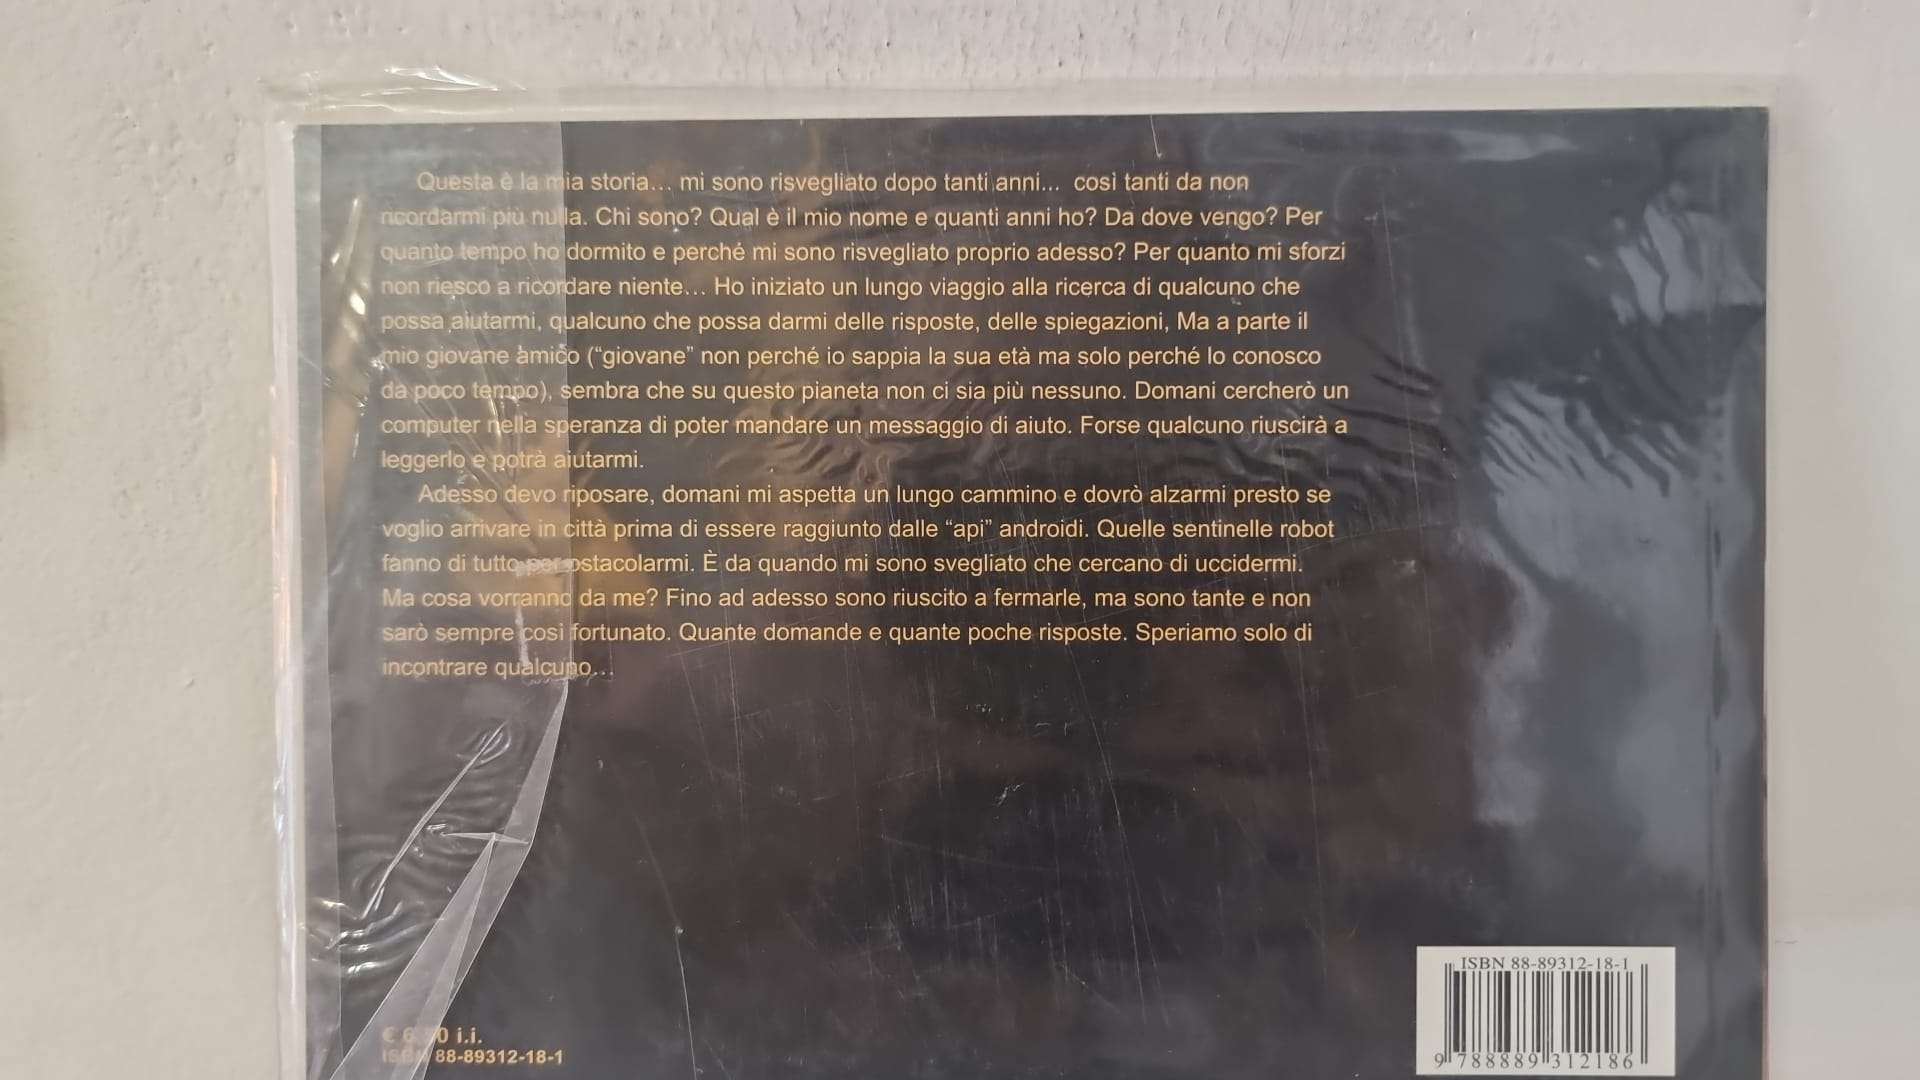 Questa è la mia storia... mi sono risvegliato dopo tanti anni... così tanti da non
ricordarmi più nulla. Chi sono? Qual è il mio nome e quanti anni ho? Da dove vengo? Per
quanto tempo ho dormito e perché mi sono risvegliato proprio adesso? Per quanto mi sforzi
non riesco a ricordare niente... Ho iniziato un lungo viaggio alla ricerca di qualcuno che
possa aiutarmi, qualcuno che possa darmi delle risposte, delle spiegazioni, Ma a parte il
mio giovane amico (“giovane” non perché io sappia la sua età ma solo perché lo conosco
da poco tempo), sembra che su questo pianeta non ci sia più nessuno. Domani cercherò un
computer nella speranza di poter mandare un messaggio di aiuto. Forse qualcuno riuscirà a
leggerlo e potrà aiutarmi.
Adesso devo riposare, domani mi aspetta un lungo cammino e dovrò alzarmi presto se
voglio arrivare in città prima di essere raggiunto dalle “api” androidi. Quelle sentinelle robot
fanno di tutto per ostacolarmi. È da quando mi sono svegliato che cercano di uccidermi.
Ma cosa vorranno da me? Fino ad adesso sono riuscito a fermarle, ma sono tante e non
sarò sempre così fortunato. Quante domande e quante poche risposte. Speriamo solo di
incontrare qualcuno...
€ i.i.
ISBN 88-89312-18-1
ISBN 88-89312-18-1
9 788889 312186